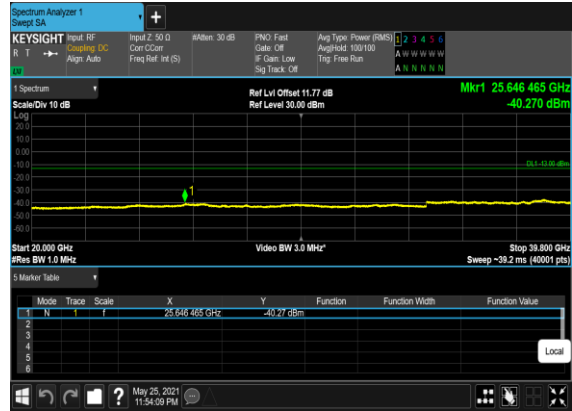 Spectrum Analyzer 1
Swept SA
+
KEYSIGHT Input: RF Input Z: 50 Ω #Atten: 30 dB PNO: Fast Avg Type: Power (RMS) 1 2 3 4 5 6
R T Coupling: DC Corr CCorr Gate: Off Avg|Hold: 100/100 A W W W W W
Align: Auto Freq Ref: Int (S) IF Gain: Low Trig: Free Run
Sig Track: Off A N N N N N
1 Spectrum Ref Lvl Offset 11.77 dB Mkr1 25.646 465 GHz
Scale/Div 10 dB Ref Level 30.00 dBm -40.270 dBm
Log
20.0
10.0
0.00
-10.0 DL1 -13.00 dBm
-20.0
-30.0
1
-40.0
-50.0
-60.0
Start 20.000 GHz Video BW 3.0 MHz* Stop 39.800 GHz
#Res BW 1.0 MHz Sweep ~39.2 ms (40001 pts)
5 Marker Table
Mode Trace Scale X Y Function Function Width Function Value
1 N 1 f 25.646 465 GHz -40.27 dBm
2
3
4
5
6
Local
? May 25, 2021
11:54:09 PM